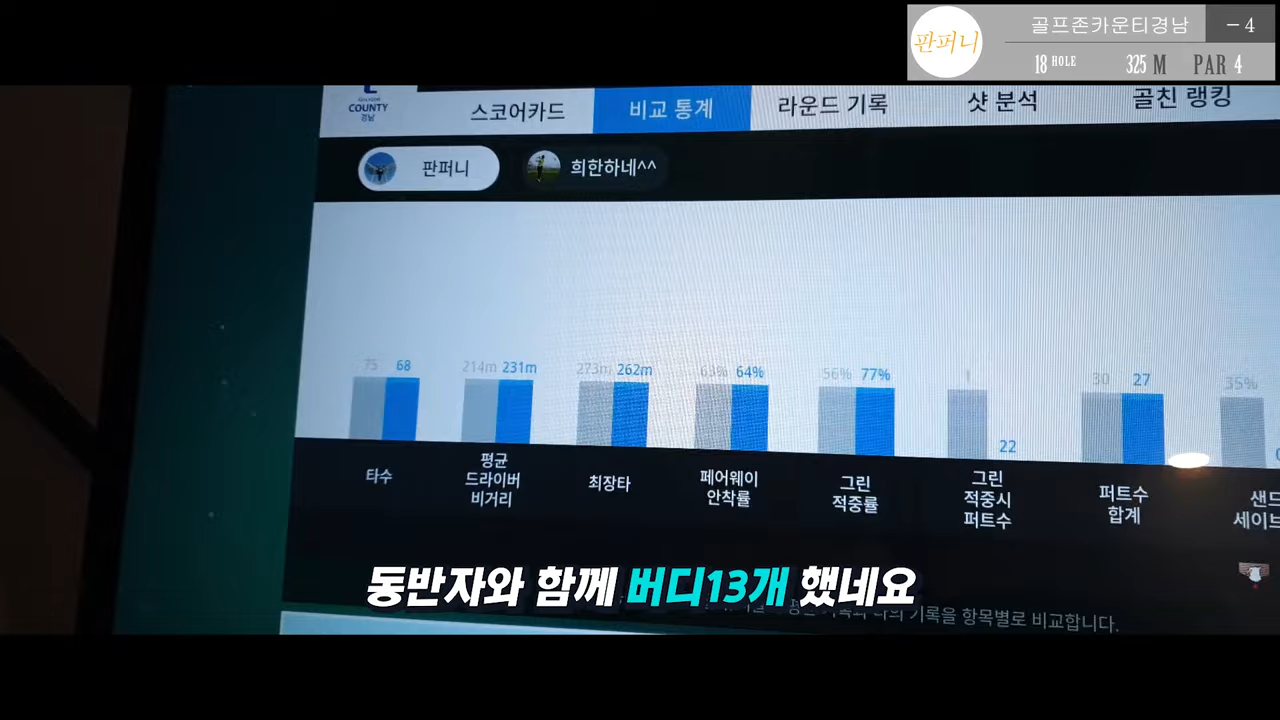 판퍼니
골프존카운티경남
-4
18 HOLE
325 M
PAR 4
COUNTY
경남
스코어카드
비교 통계
라운드 기록
샷 분석
골친 랭킹
판퍼니
희한하네^^
75 68
214m 231m
273m 262m
63% 64%
56% 77%
1 22
30 27
35%
타수
평균
드라이버
비거리
최장타
페어웨이
안착률
그린
적중률
그린
적중시
퍼트수
퍼트수
합계
샌드
세이브
동반자와 함께 버디13개 했네요
기록을 항목별로 비교합니다.